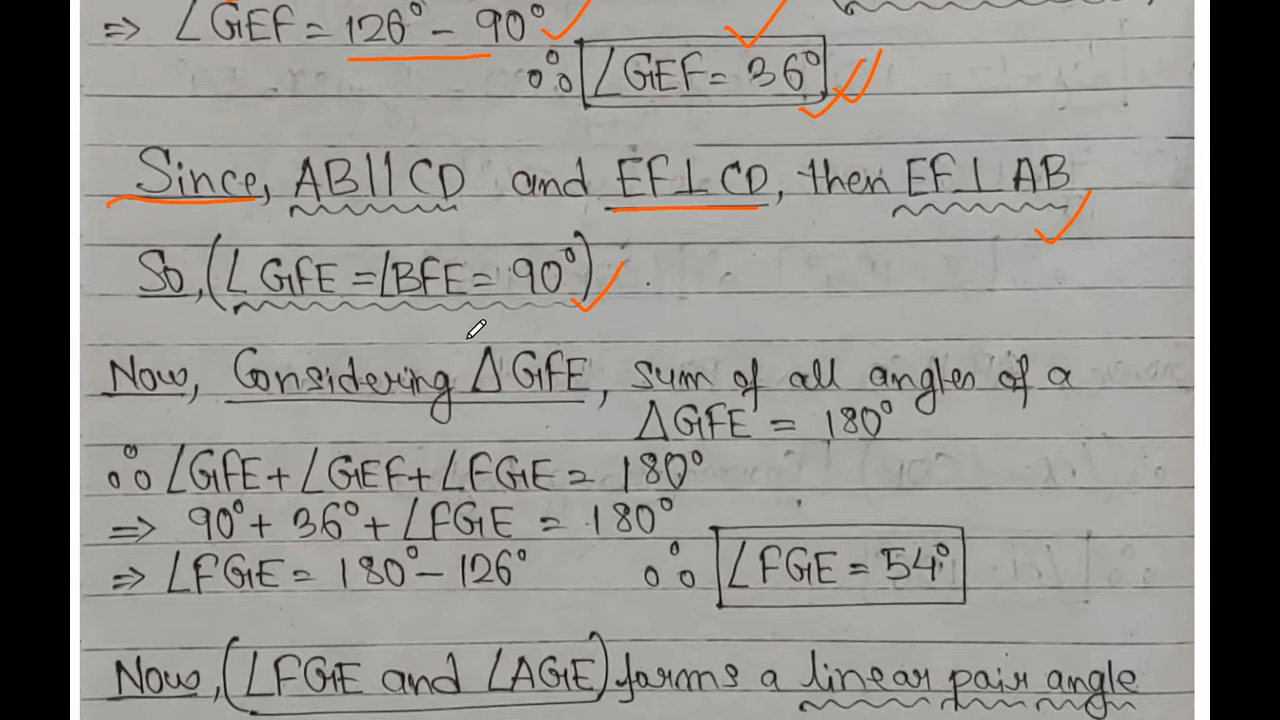 ⇒ ∠GEF = 126° − 90°
∴ ∠GEF = 36°
Since, AB||CD and EF⊥CD, then EF⊥AB
So, (∠GFE = ∠BFE = 90°)
Now, Considering △GFE, sum of all angles of a
△GFE = 180°
∴ ∠GFE + ∠GEF + ∠FGE = 180°
⇒ 90° + 36° + ∠FGE = 180°
⇒ ∠FGE = 180° − 126° ∴ ∠FGE = 54°
Now, (∠FGE and ∠AGE) forms a linear pair angle